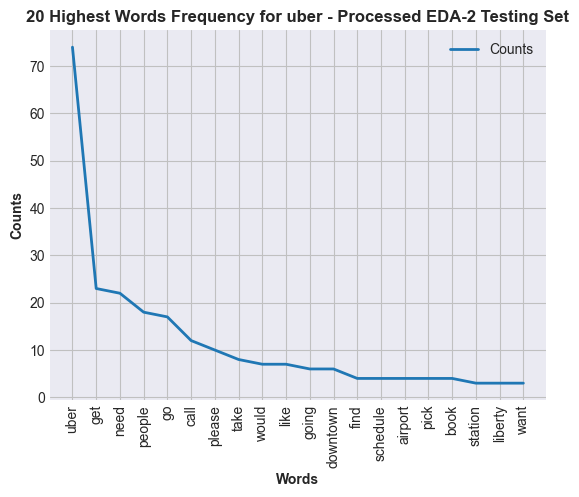 20 Highest Words Frequency for uber - Processed EDA-2 Testing Set
Counts
70
60
50
40
30
20
10
0
Counts
uber
get
need
people
go
call
please
take
would
like
going
downtown
find
schedule
airport
pick
book
station
liberty
want
Words